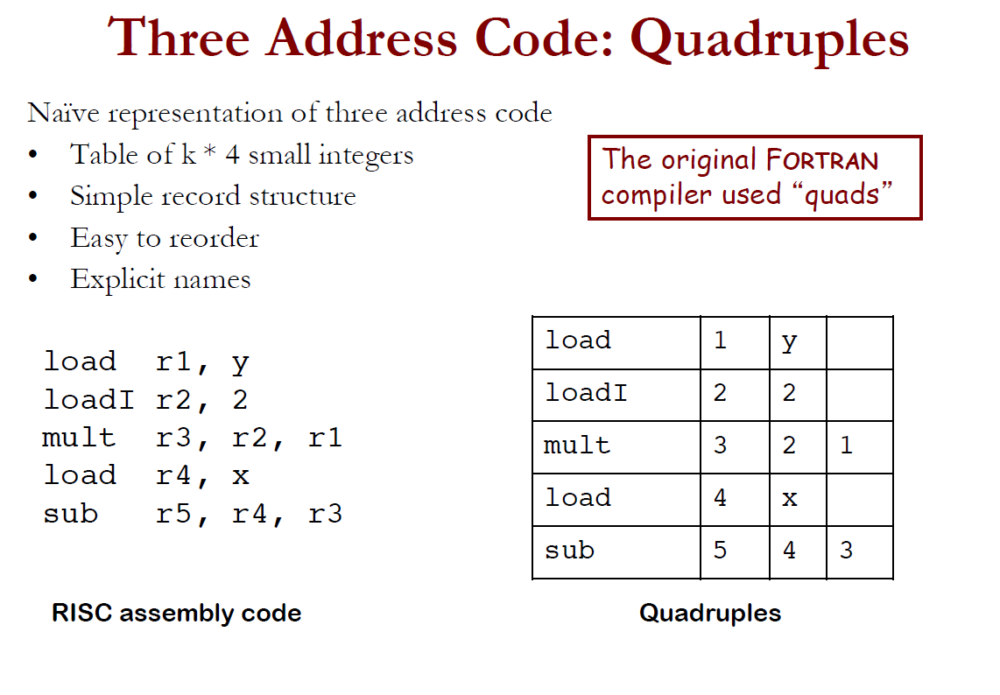 Three Address Code: Quadruples
Naïve representation of three address code
• Table of k * 4 small integers
• Simple record structure
• Easy to reorder
• Explicit names
The original FORTRAN
compiler used “quads”
load r1, y
loadI r2, 2
mult r3, r2, r1
load r4, x
sub r5, r4, r3
RISC assembly code
load 1 y
loadI 2 2
mult 3 2 1
load 4 x
sub 5 4 3
Quadruples